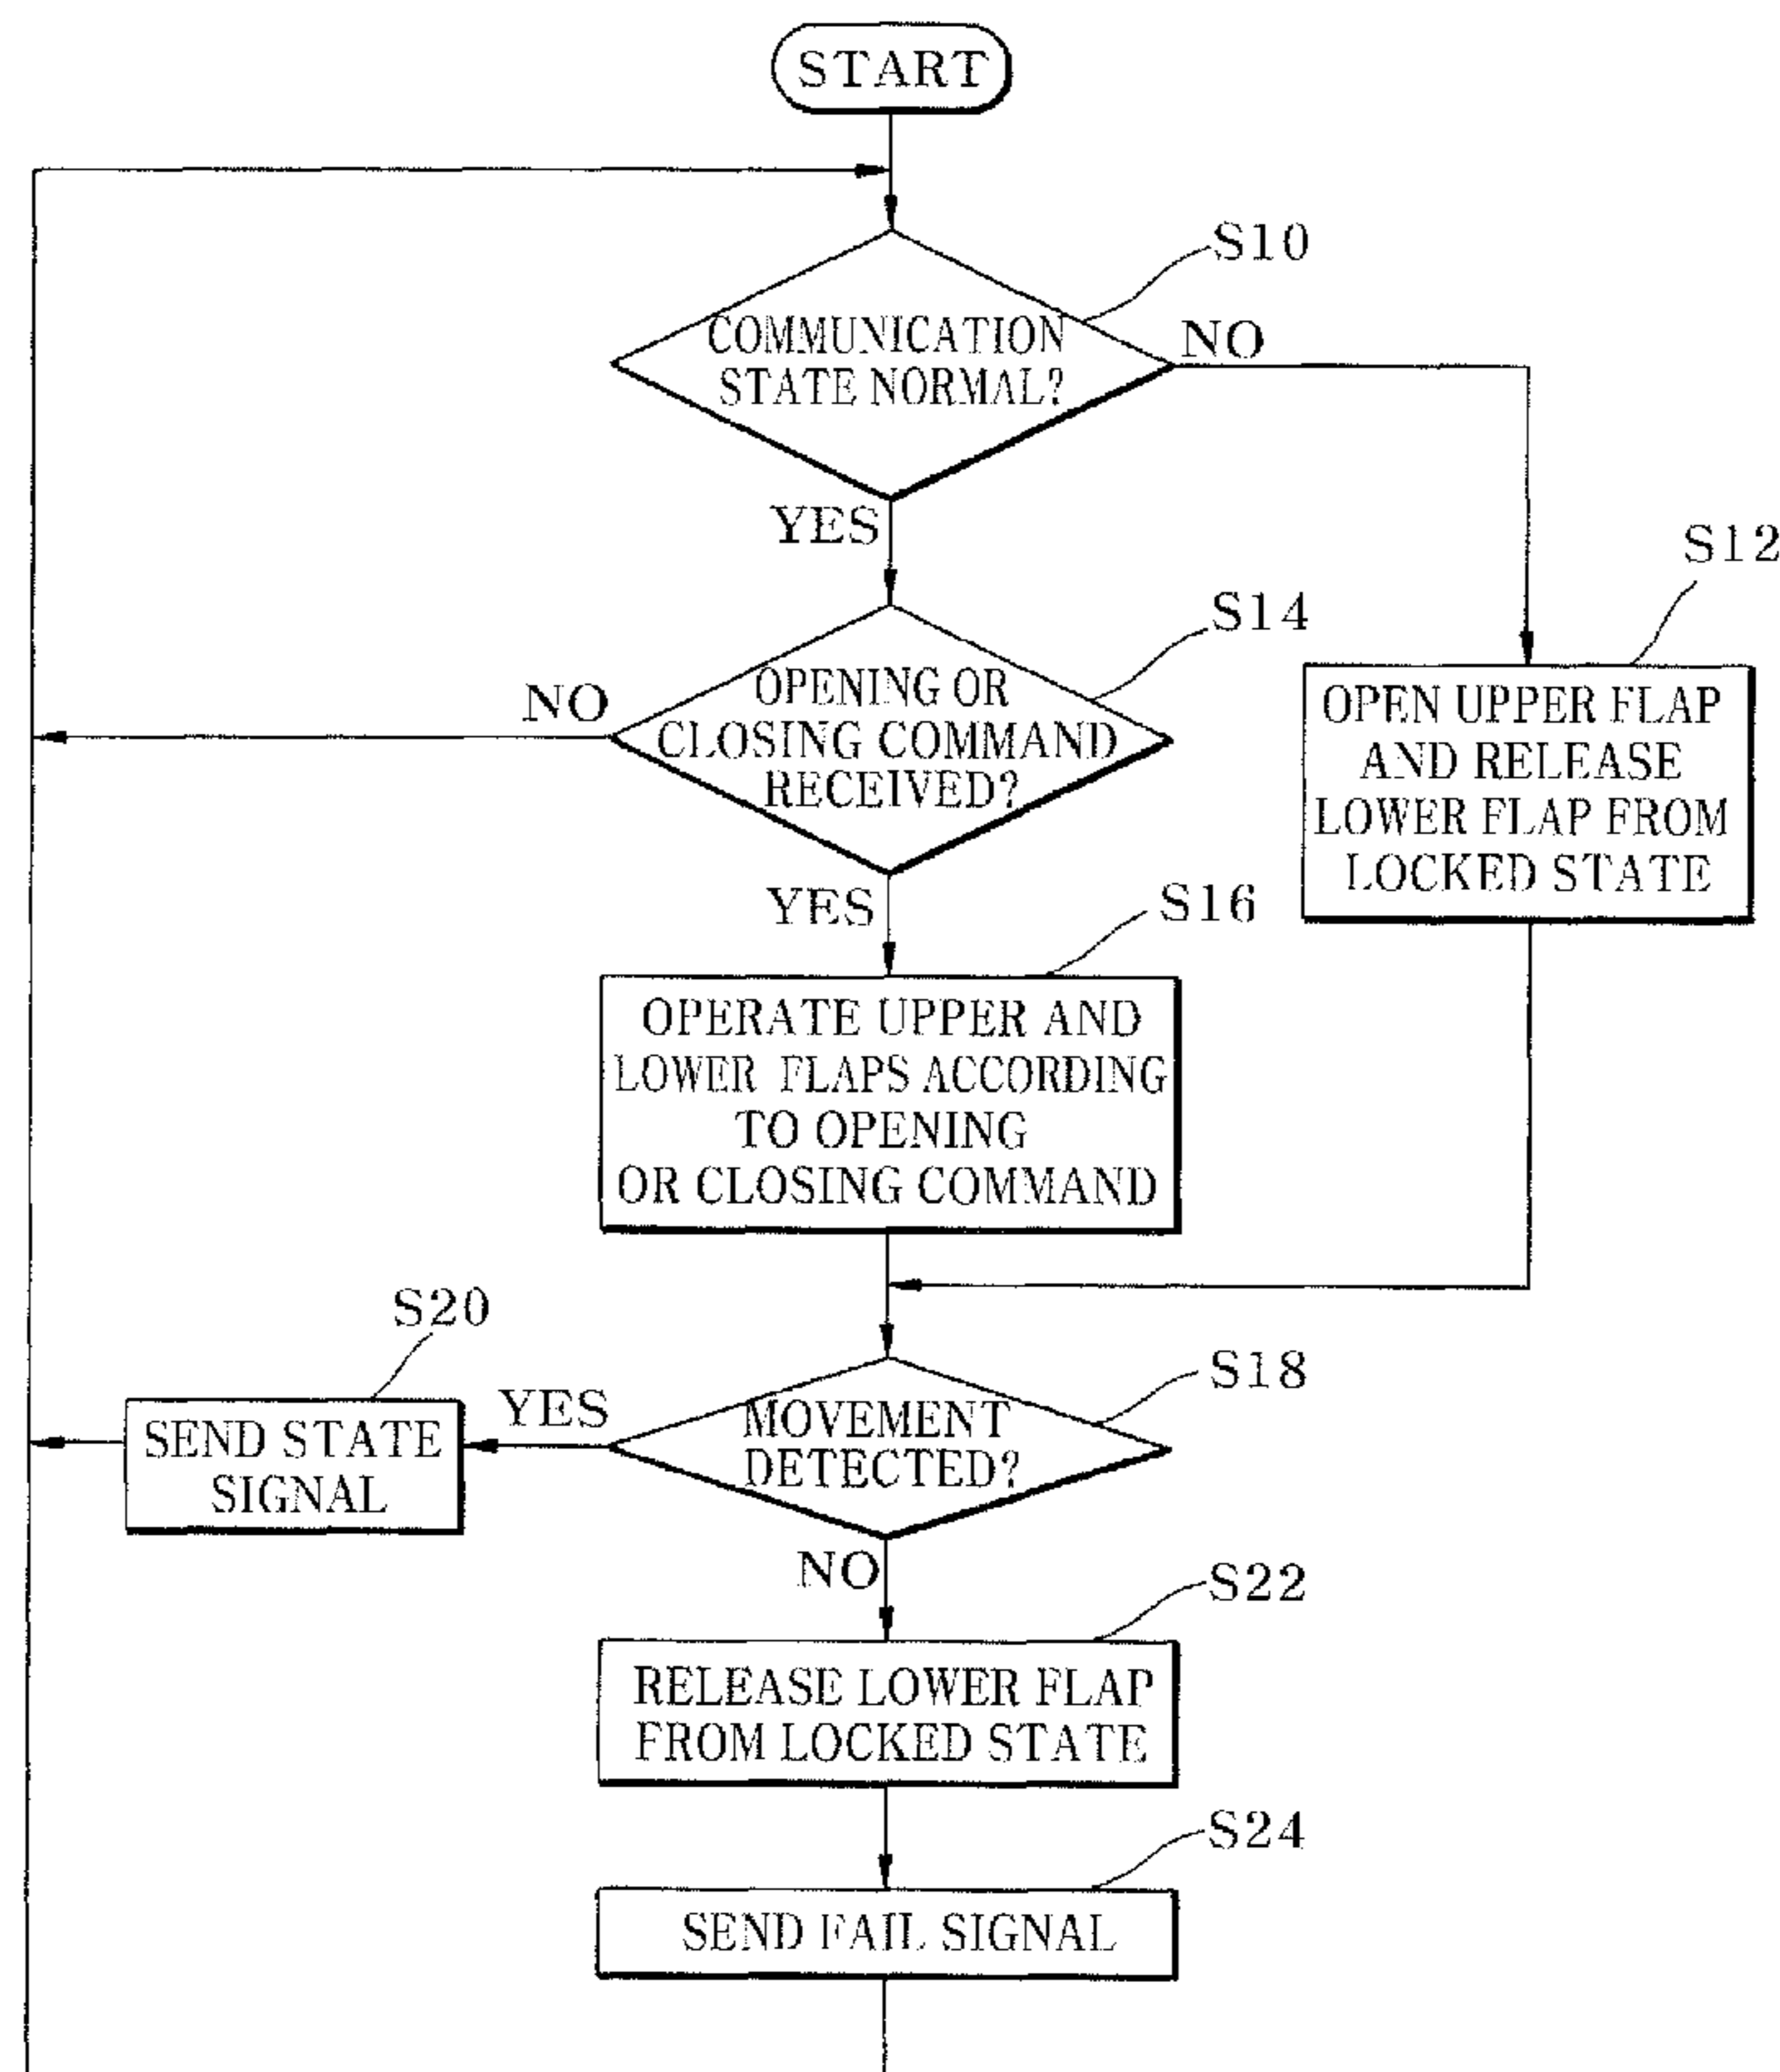 START
S10
COMMUNICATION
STATE NORMAL?
NO
YES
S12
S14
OPENING OR
CLOSING COMMAND
RECEIVED?
NO
OPEN UPPER FLAP
AND RELEASE
LOWER FLAP FROM
LOCKED STATE
YES
S16
OPERATE UPPER AND
LOWER FLAPS ACCORDING
TO OPENING
OR CLOSING COMMAND
S20
S18
YES
MOVEMENT
DETECTED?
SEND STATE
SIGNAL
NO
S22
RELEASE LOWER FLAP
FROM LOCKED STATE
S24
SEND FAIL SIGNAL